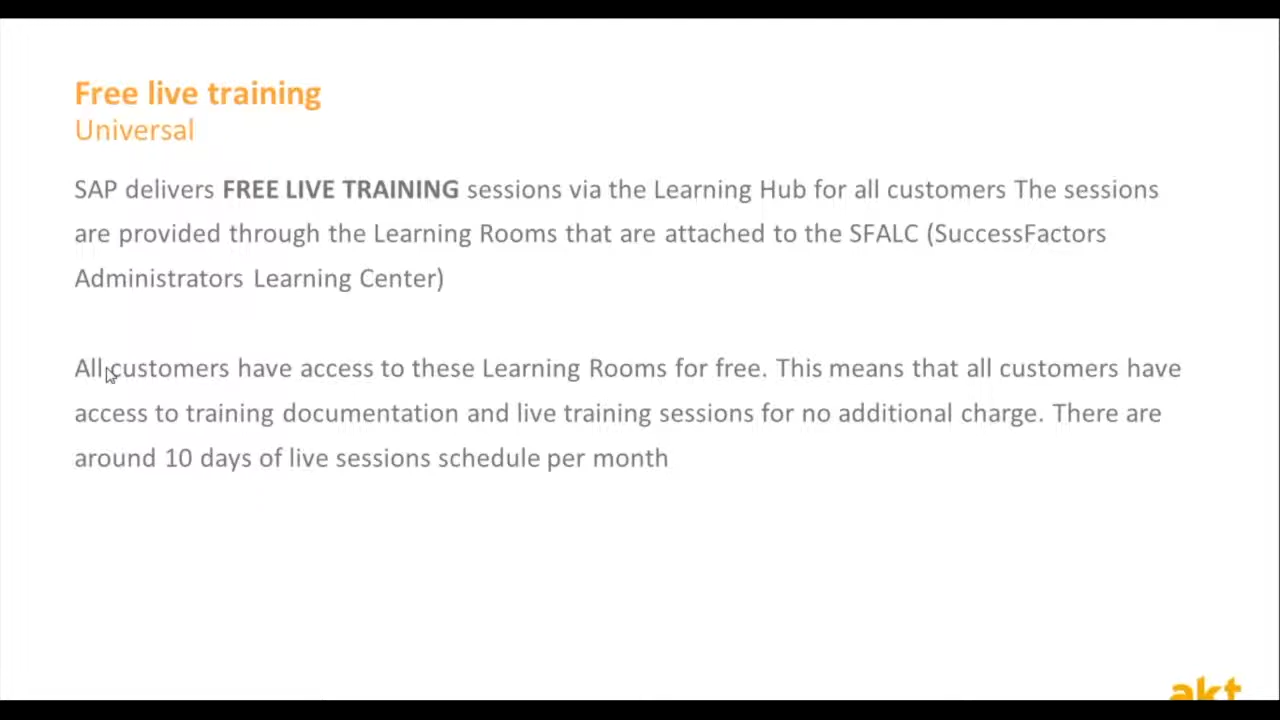 Free live training
Universal
SAP delivers FREE LIVE TRAINING sessions via the Learning Hub for all customers The sessions
are provided through the Learning Rooms that are attached to the SFALC (SuccessFactors
Administrators Learning Center)
All customers have access to these Learning Rooms for free. This means that all customers have
access to training documentation and live training sessions for no additional charge. There are
around 10 days of live sessions schedule per month
akt